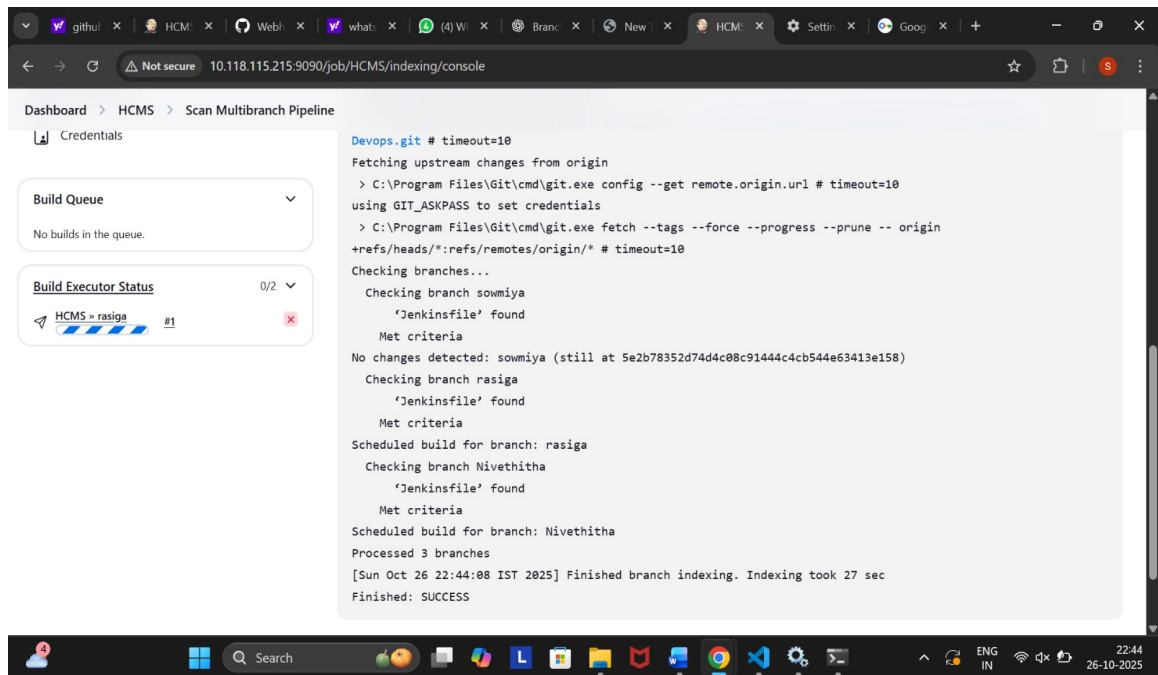 github
HCMS
Webh
whats
(4) W
Branc
New T
HCMS
Settin
Goog
Not secure 10.118.115.215:9090/job/HCMS/indexing/console
S
Dashboard > HCMS > Scan Multibranch Pipeline
Credentials
Build Queue
No builds in the queue.
Build Executor Status 0/2
HCMS » rasiga #1
Devops.git # timeout=10
Fetching upstream changes from origin
> C:\Program Files\Git\cmd\git.exe config --get remote.origin.url # timeout=10
using GIT_ASKPASS to set credentials
> C:\Program Files\Git\cmd\git.exe fetch --tags --force --progress --prune -- origin
+refs/heads/*:refs/remotes/origin/* # timeout=10
Checking branches...
Checking branch sowmiya
‘Jenkinsfile’ found
Met criteria
No changes detected: sowmiya (still at 5e2b78352d74d4c08c91444c4cb544e63413e158)
Checking branch rasiga
‘Jenkinsfile’ found
Met criteria
Scheduled build for branch: rasiga
Checking branch Nivethitha
‘Jenkinsfile’ found
Met criteria
Scheduled build for branch: Nivethitha
Processed 3 branches
[Sun Oct 26 22:44:08 IST 2025] Finished branch indexing. Indexing took 27 sec
Finished: SUCCESS
4
Search
L
ENG
IN
22:44
26-10-2025